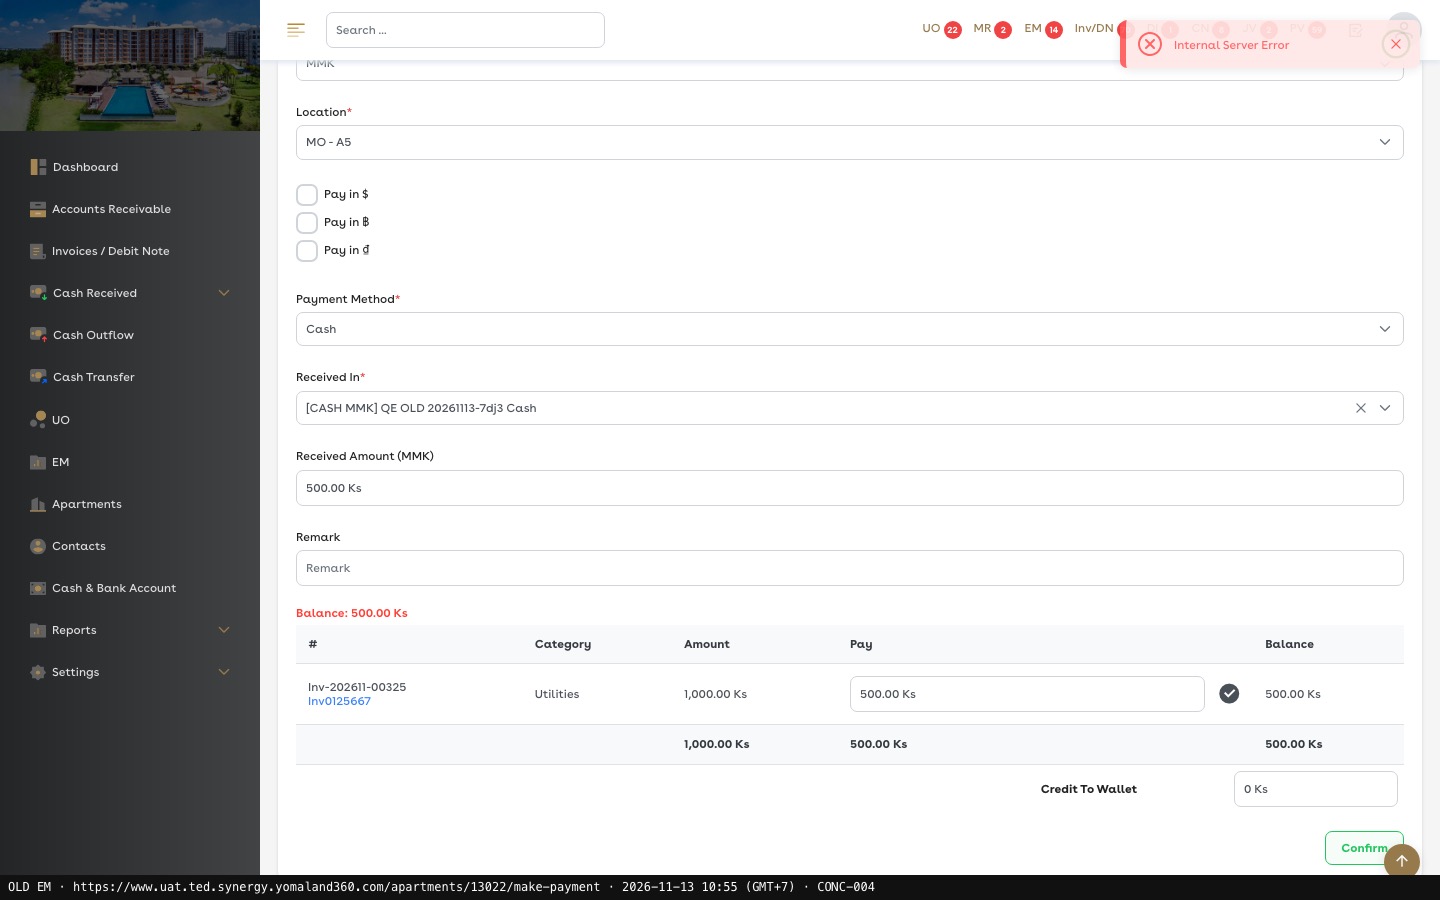 Search ...
UO 22 MR 2 EM 14 Inv/DN
Internal Server Error
MMK
Dashboard
Accounts Receivable
Invoices / Debit Note
Cash Received
Cash Outflow
Cash Transfer
UO
EM
Apartments
Contacts
Cash & Bank Account
Reports
Settings
Location*
MO - A5
Pay in $
Pay in ฿
Pay in ₫
Payment Method*
Cash
Received In*
[CASH MMK] QE OLD 20261113-7dj3 Cash
Received Amount (MMK)
500.00 Ks
Remark
Remark
Balance: 500.00 Ks
# Category Amount Pay Balance
Inv-202611-00325
Inv0125667
Utilities 1,000.00 Ks 500.00 Ks 500.00 Ks
1,000.00 Ks 500.00 Ks 500.00 Ks
Credit To Wallet 0 Ks
Confirm
OLD EM · https://www.uat.ted.synergy.yomaland360.com/apartments/13022/make-payment · 2026-11-13 10:55 (GMT+7) · CONC-004